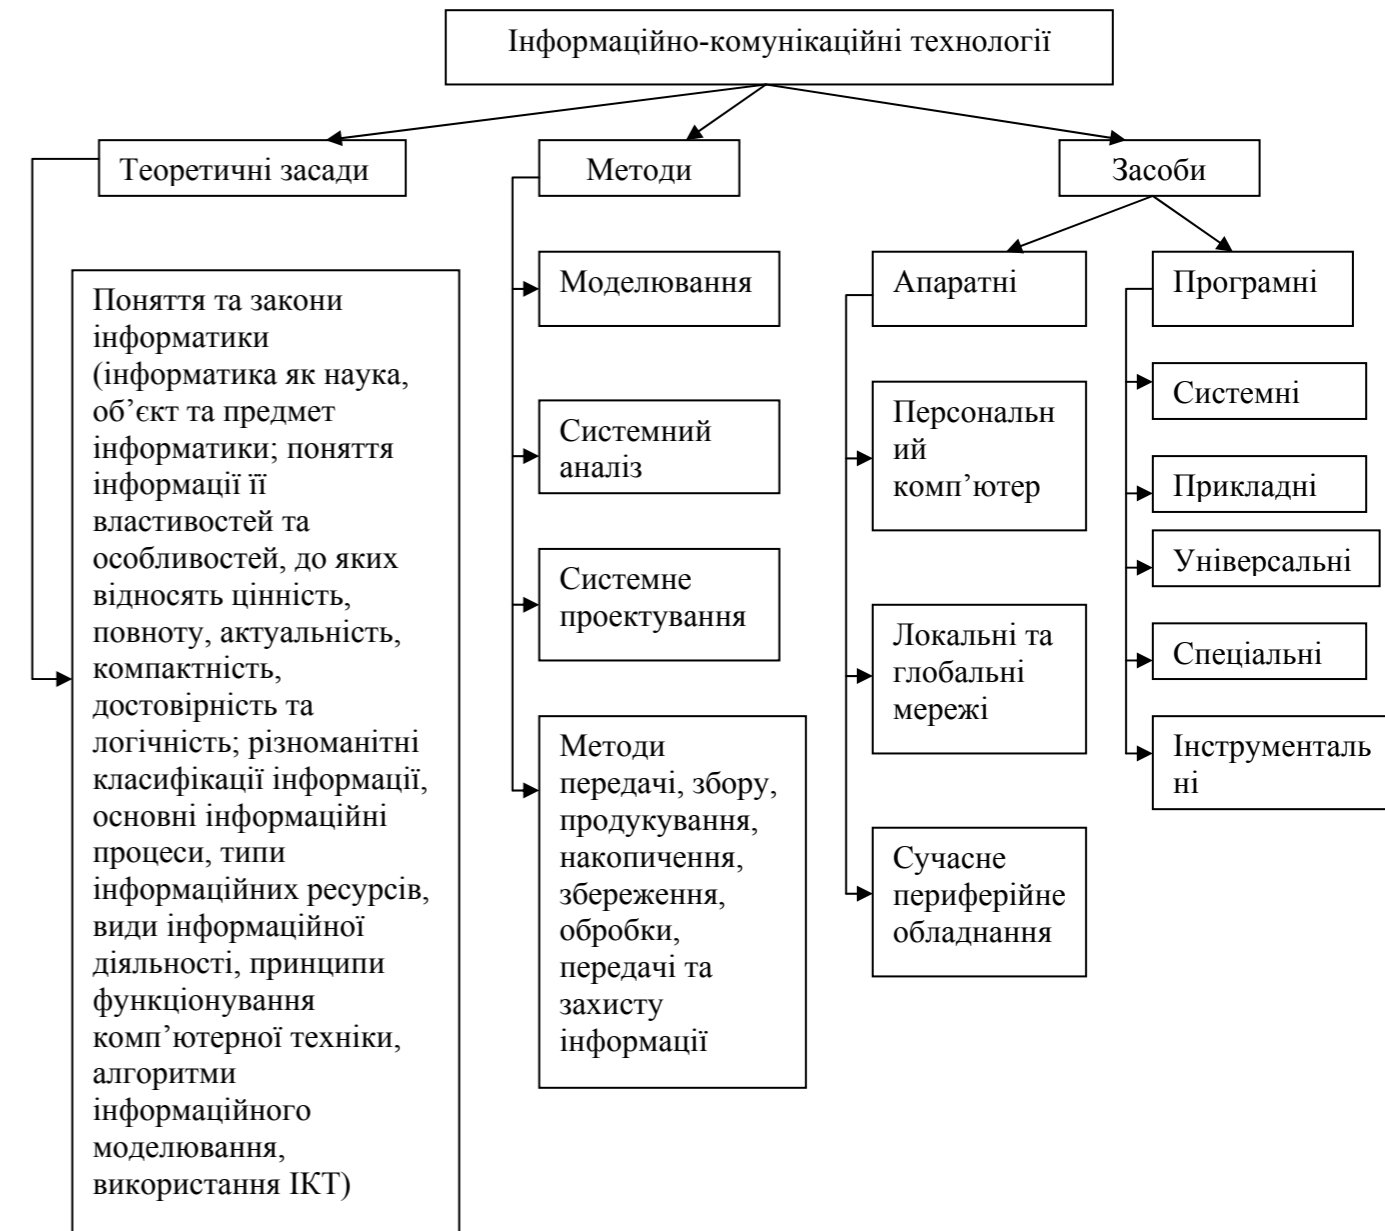 Інформаційно-комунікаційні технології
Теоретичні засади
Методи
Засоби
Поняття та закони
інформатики
(інформатика як наука,
об’єкт та предмет
інформатики; поняття
інформації її
властивостей та
особливостей, до яких
відносять цінність,
повноту, актуальність,
компактність,
достовірність та
логічність; різноманітні
класифікації інформації,
основні інформаційні
процеси, типи
інформаційних ресурсів,
види інформаційної
діяльності, принципи
функціонування
комп’ютерної техніки,
алгоритми
інформаційного
моделювання,
використання ІКТ)
Моделювання
Системний
аналіз
Системне
проектування
Методи
передачі, збору,
продукування,
накопичення,
збереження,
обробки,
передачі та
захисту
інформації
Апаратні
Персональн
ий
комп’ютер
Локальні та
глобальні
мережі
Сучасне
периферійне
обладнання
Програмні
Системні
Прикладні
Універсальні
Спеціальні
Інструменталь
ні